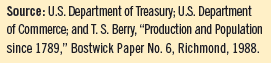 Source: U.S. Department of Treasury; U.S. Department
of Commerce; and T. S. Berry, “Production and Population
since 1789,” Bostwick Paper No. 6, Richmond, 1988.